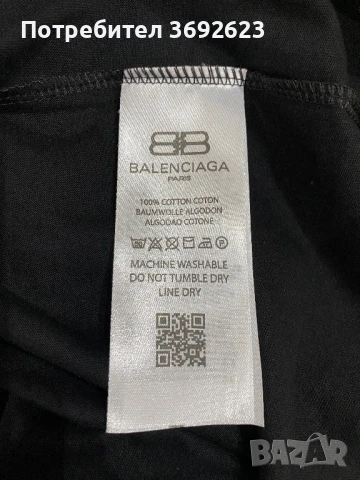 Потребител 3692623
BB
BALENCIAGA
PARIS
100% COTTON COTON
BAUMWOLLE ALGODON
ALGODAO COTONE
MACHINE WASHABLE
DO NOT TUMBLE DRY
LINE DRY
BAZAR